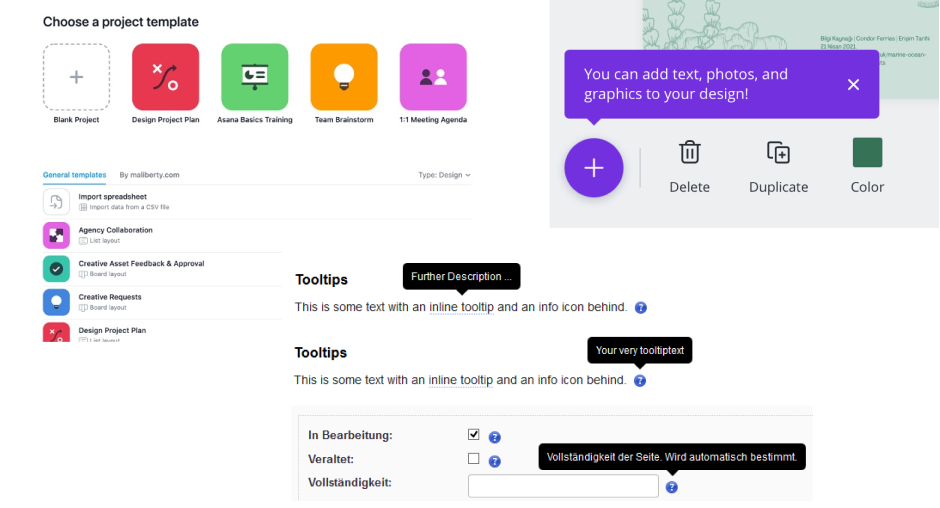 Choose a project template
Blank Project
Design Project Plan
Asana Basics Training
Team Brainstorm
1:1 Meeting Agenda
General templates
By maliberty.com
Type: Design
Import spreadsheet
Import data from a CSV file
Agency Collaboration
List layout
Creative Asset Feedback & Approval
Board layout
Creative Requests
Board layout
Design Project Plan
List layout
Bilgi Kaynağı | Condor Ferries | Erişim Tarihi
21 Nisan 2021,
uk/marine-ocean-
You can add text, photos, and
graphics to your design!
Delete
Duplicate
Color
Tooltips
Further Description ...
This is some text with an inline tooltip and an info icon behind. ?
Tooltips
Your very tooltiptext
This is some text with an inline tooltip and an info icon behind. ?
In Bearbeitung: ?
Veraltet: ?
Vollständigkeit der Seite. Wird automatisch bestimmt.
Vollständigkeit: ?